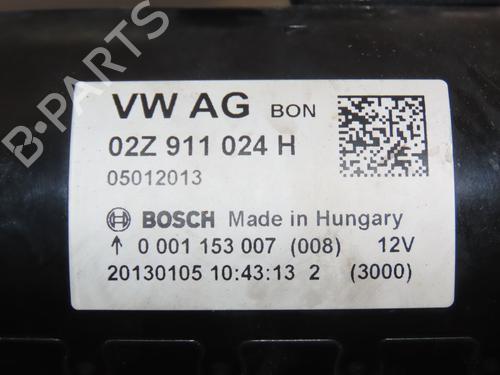 B-PARTS
VW AG BON
02Z 911 024 H
05012013
BOSCH Made in Hungary
↑ 0 001 153 007 (008) 12V
20130105 10:43:13 2 (3000)